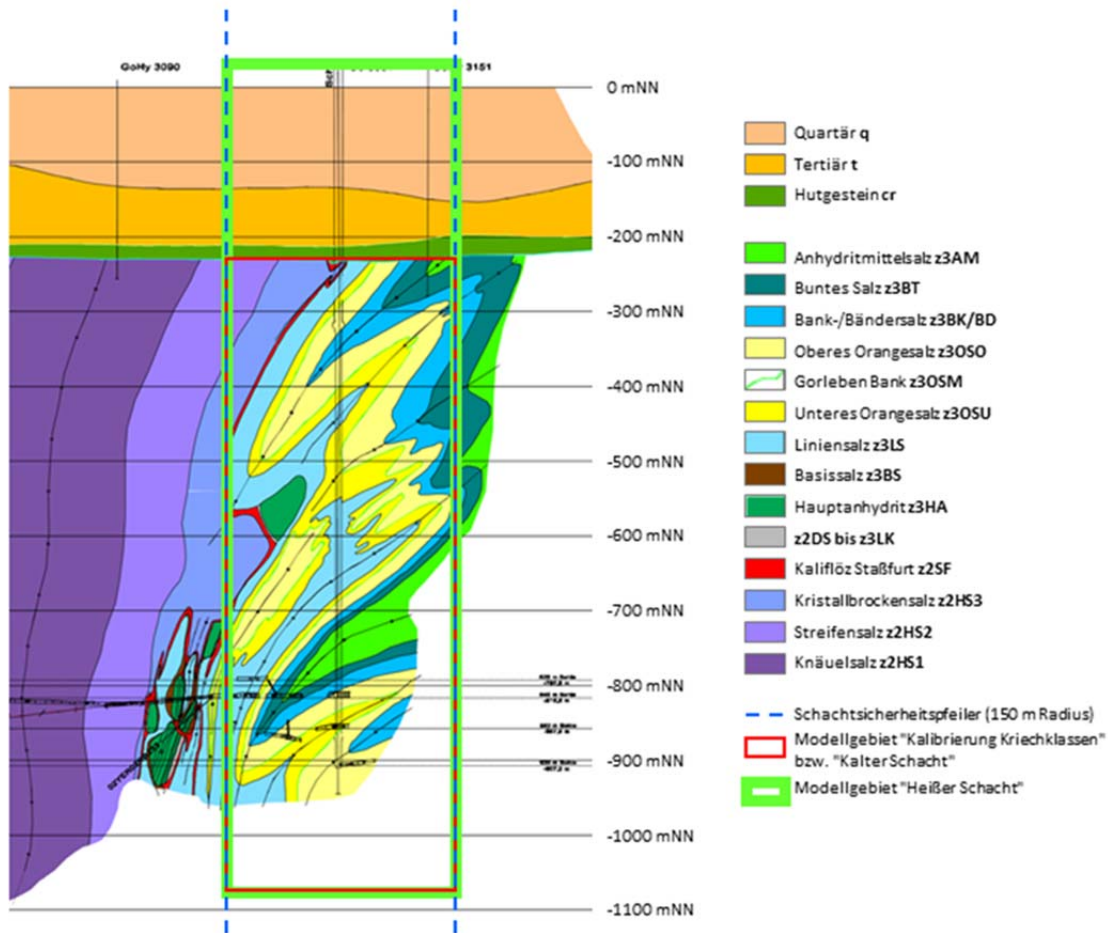 GoHy 3090
3151
0 mNN
-100 mNN
-200 mNN
-300 mNN
-400 mNN
-500 mNN
-600 mNN
-700 mNN
-800 mNN
-900 mNN
-1000 mNN
-1100 mNN
Quartär q
Tertiär t
Hutgestein cr
Anhydritmittelsalz z3AM
Buntes Salz z3BT
Bank-/Bändersalz z3BK/BD
Oberes Orangesalz z3OSO
Gorleben Bank z3OSM
Unteres Orangesalz z3OSU
Liniensalz z3LS
Basissalz z3BS
Hauptanhydrit z3HA
z2DS bis z3LK
Kaliflöz Staßfurt z2SF
Kristallbrockensalz z2HS3
Streifensalz z2HS2
Knäuelsalz z2HS1
Schachtsicherheitspfeiler (150 m Radius)
Modellgebiet "Kalibrierung Kriechklassen"
bzw. "Kalter Schacht"
Modellgebiet "Heißer Schacht"